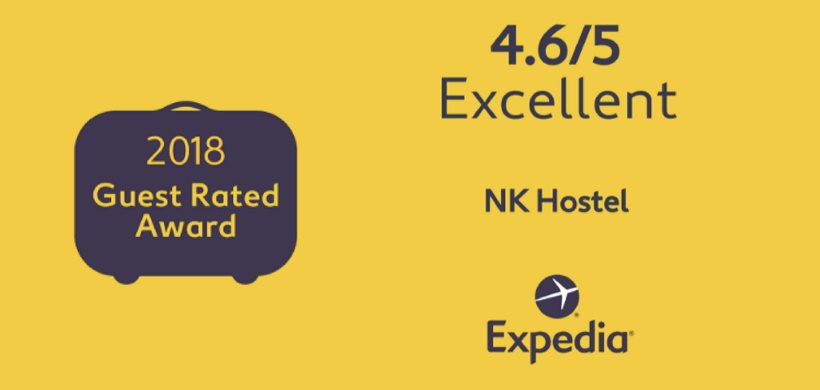 2018
Guest Rated
Award
4.6/5
Excellent
NK Hostel
Expedia®